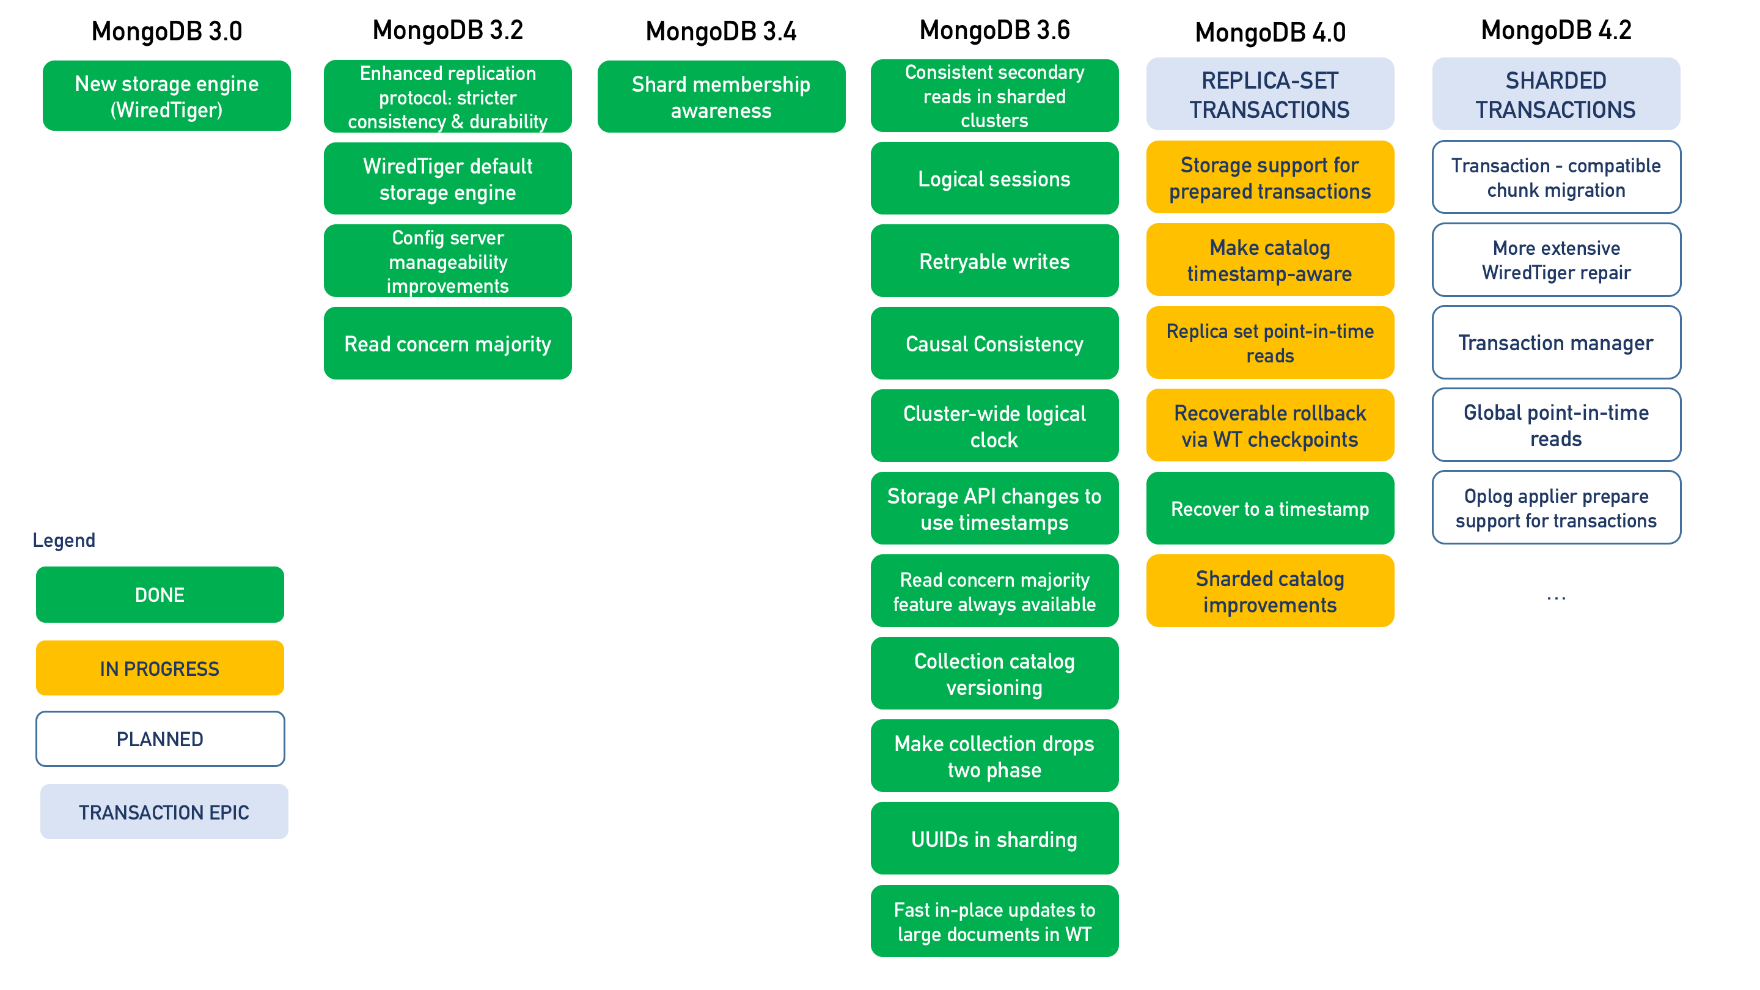 MongoDB 3.0
New storage engine
(WiredTiger)
MongoDB 3.2
Enhanced replication
protocol: stricter
consistency & durability
WiredTiger default
storage engine
Config server
manageability
improvements
Read concern majority
MongoDB 3.4
Shard membership
awareness
MongoDB 3.6
Consistent secondary
reads in sharded
clusters
Logical sessions
Retryable writes
Causal Consistency
Cluster-wide logical
clock
Storage API changes to
use timestamps
Read concern majority
feature always available
Collection catalog
versioning
Make collection drops
two phase
UUIDs in sharding
Fast in-place updates to
large documents in WT
MongoDB 4.0
REPLICA-SET
TRANSACTIONS
Storage support for
prepared transactions
Make catalog
timestamp-aware
Replica set point-in-time
reads
Recoverable rollback
via WT checkpoints
Recover to a timestamp
Sharded catalog
improvements
MongoDB 4.2
SHARDED
TRANSACTIONS
Transaction - compatible
chunk migration
More extensive
WiredTiger repair
Transaction manager
Global point-in-time
reads
Oplog applier prepare
support for transactions
...
Legend
DONE
IN PROGRESS
PLANNED
TRANSACTION EPIC